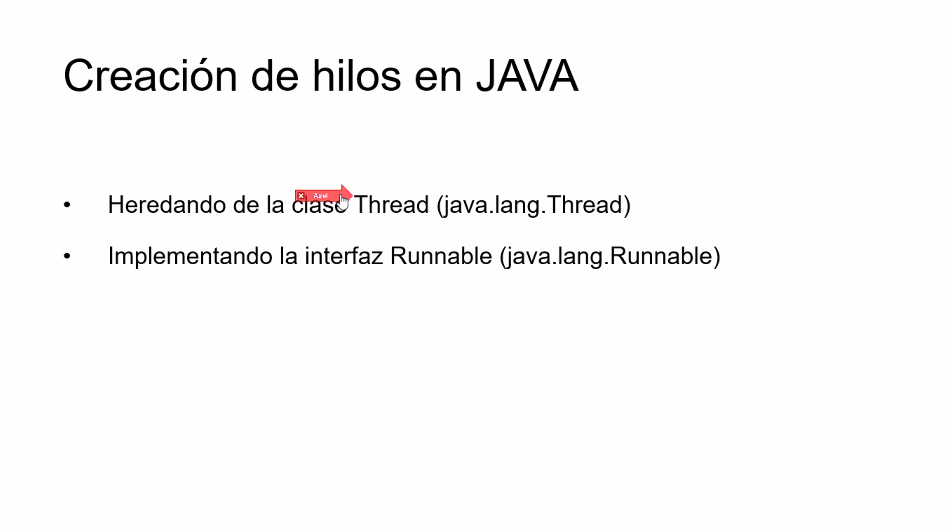 Creación de hilos en JAVA
• Heredando de la clase Thread (java.lang.Thread)
• Implementando la interfaz Runnable (java.lang.Runnable)